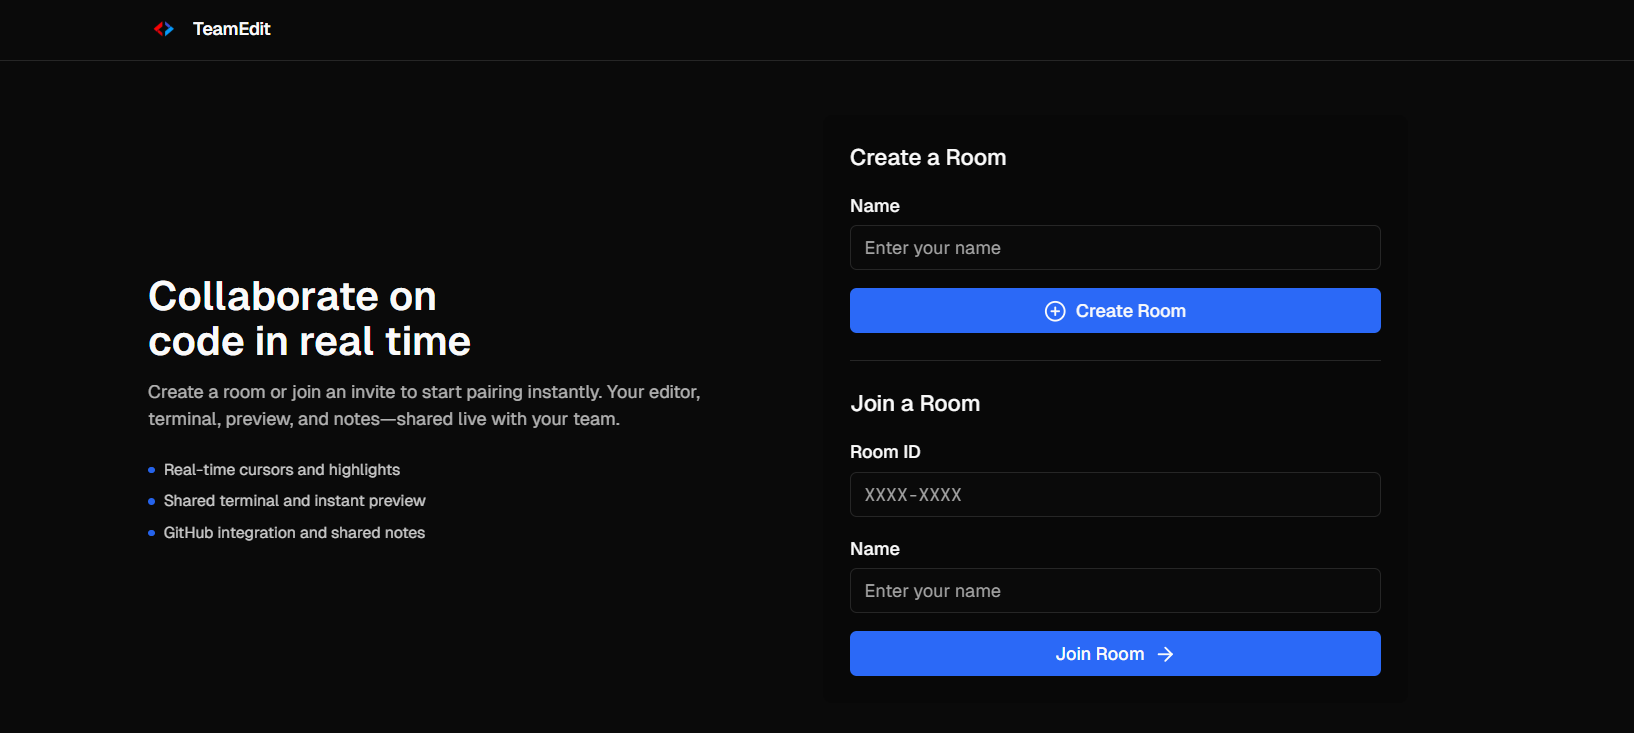 TeamEdit
Collaborate on
code in real time
Create a room or join an invite to start pairing instantly. Your editor,
terminal, preview, and notes—shared live with your team.
Real-time cursors and highlights
Shared terminal and instant preview
GitHub integration and shared notes
Create a Room
Name
Enter your name
Create Room
Join a Room
Room ID
XXXX-XXXX
Name
Enter your name
Join Room